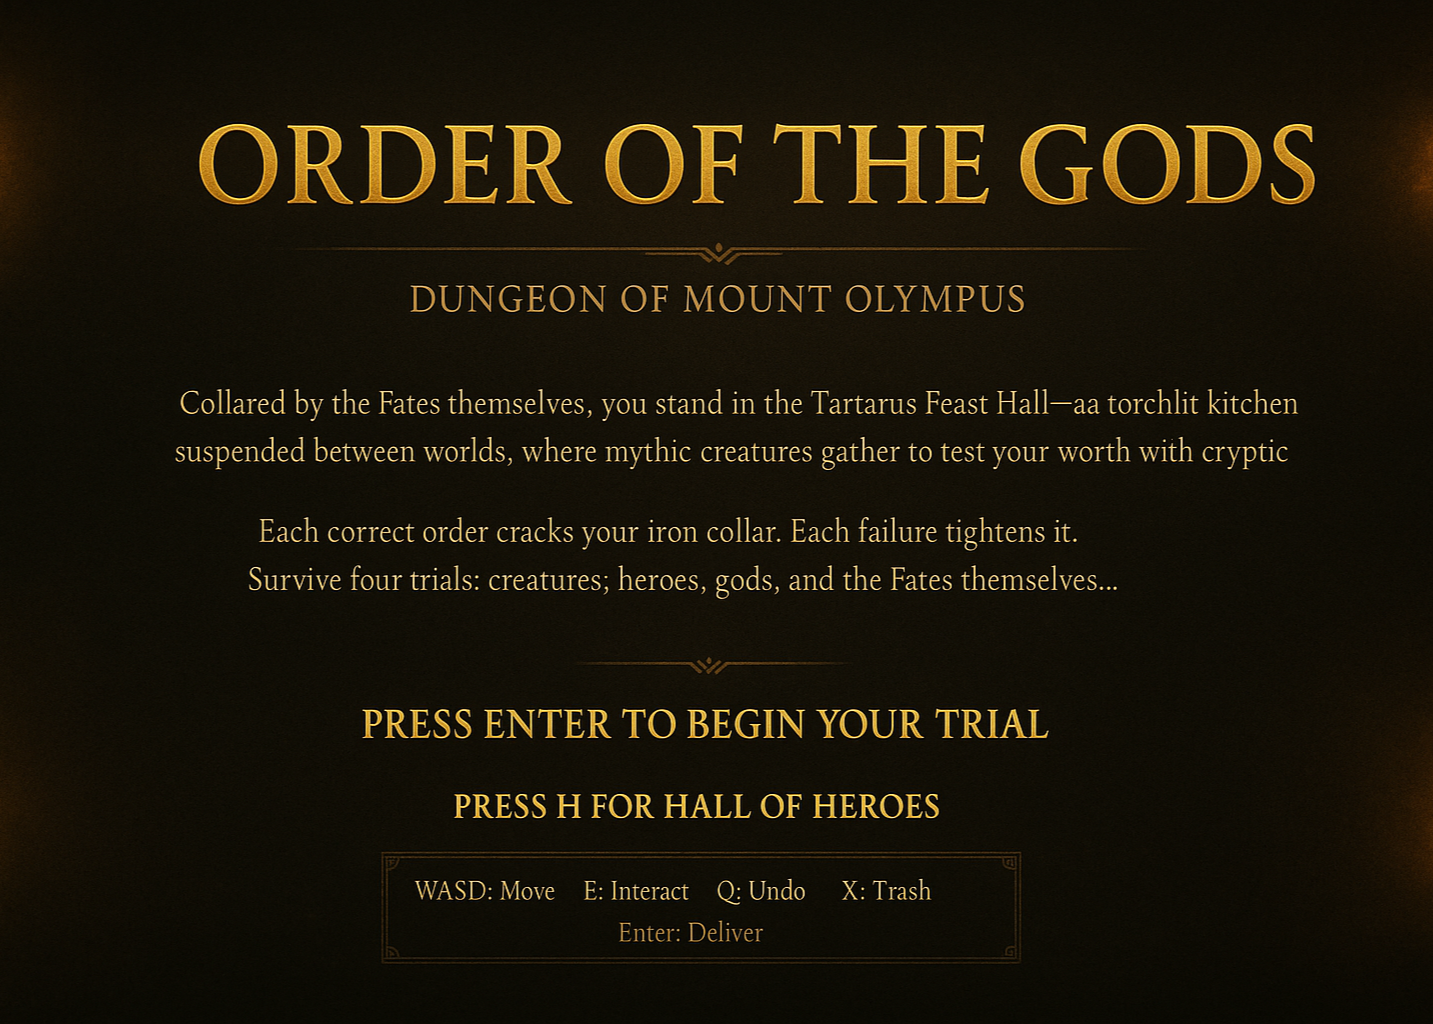 ORDER OF THE GODS
DUNGEON OF MOUNT OLYMPUS
Collared by the Fates themselves, you stand in the Tartarus Feast Hall—aa torchlit kitchen
suspended between worlds, where mythic creatures gather to test your worth with cryptic
Each correct order cracks your iron collar. Each failure tightens it.
Survive four trials: creatures; heroes, gods, and the Fates themselves...
PRESS ENTER TO BEGIN YOUR TRIAL
PRESS H FOR HALL OF HEROES
WASD: Move E: Interact Q: Undo X: Trash
Enter: Deliver